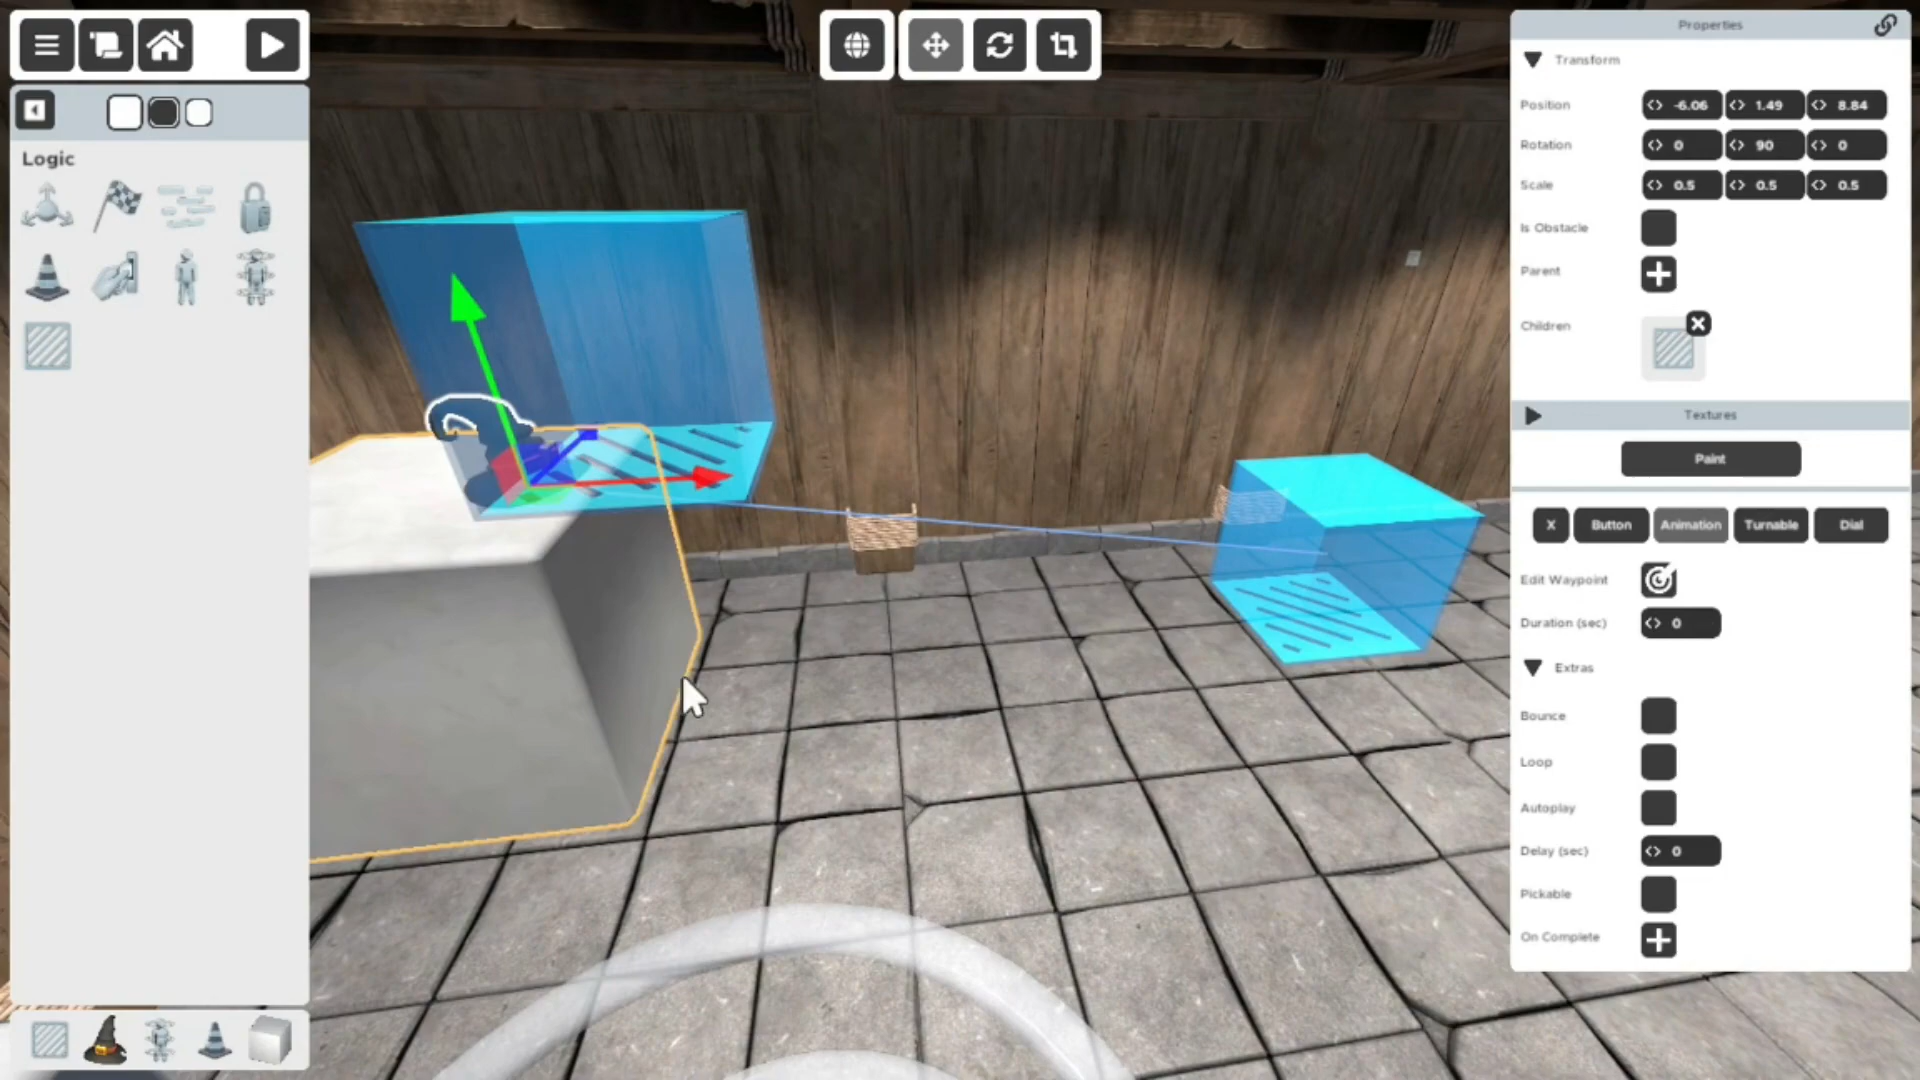 Logic
Properties
Transform
Position -6.06 1.49 8.84
Rotation 0 90 0
Scale 0.5 0.5 0.5
Is Obstacle
Parent
Children
Textures
Paint
X Button Animation Turnable Dial
Edit Waypoint
Duration (sec) 0
Extras
Bounce
Loop
Autoplay
Delay (sec) 0
Pickable
On Complete